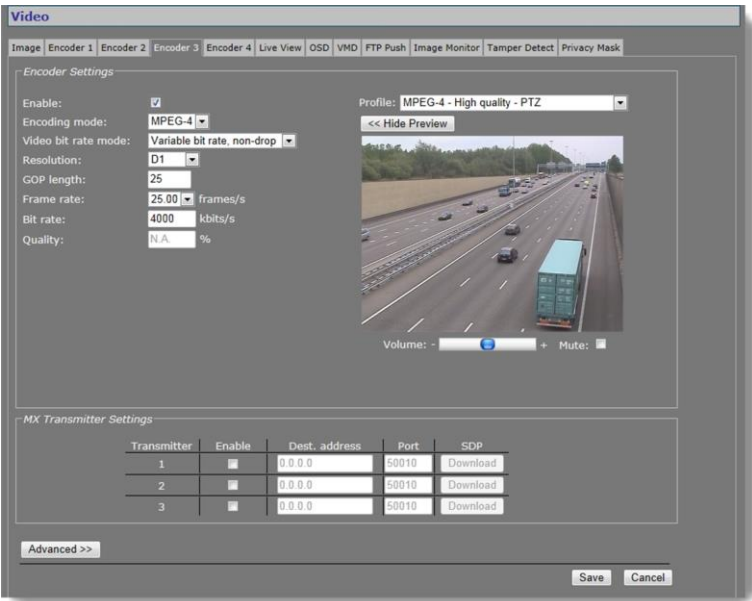 Video
Image Encoder 1 Encoder 2 Encoder 3 Encoder 4 Live View OSD VMD FTP Push Image Monitor Tamper Detect Privacy Mask
Encoder Settings
Enable:
Encoding mode: MPEG-4
Video bit rate mode: Variable bit rate, non-drop
Resolution: D1
GOP length: 25
Frame rate: 25.00 frames/s
Bit rate: 4000 kbits/s
Quality: N.A. %
Profile: MPEG-4 - High quality - PTZ
<< Hide Preview
Volume: - + Mute:
MX Transmitter Settings
Transmitter Enable Dest. address Port SDP
1 0.0.0.0 50010 Download
2 0.0.0.0 50010 Download
3 0.0.0.0 50010 Download
Advanced >>
Save Cancel